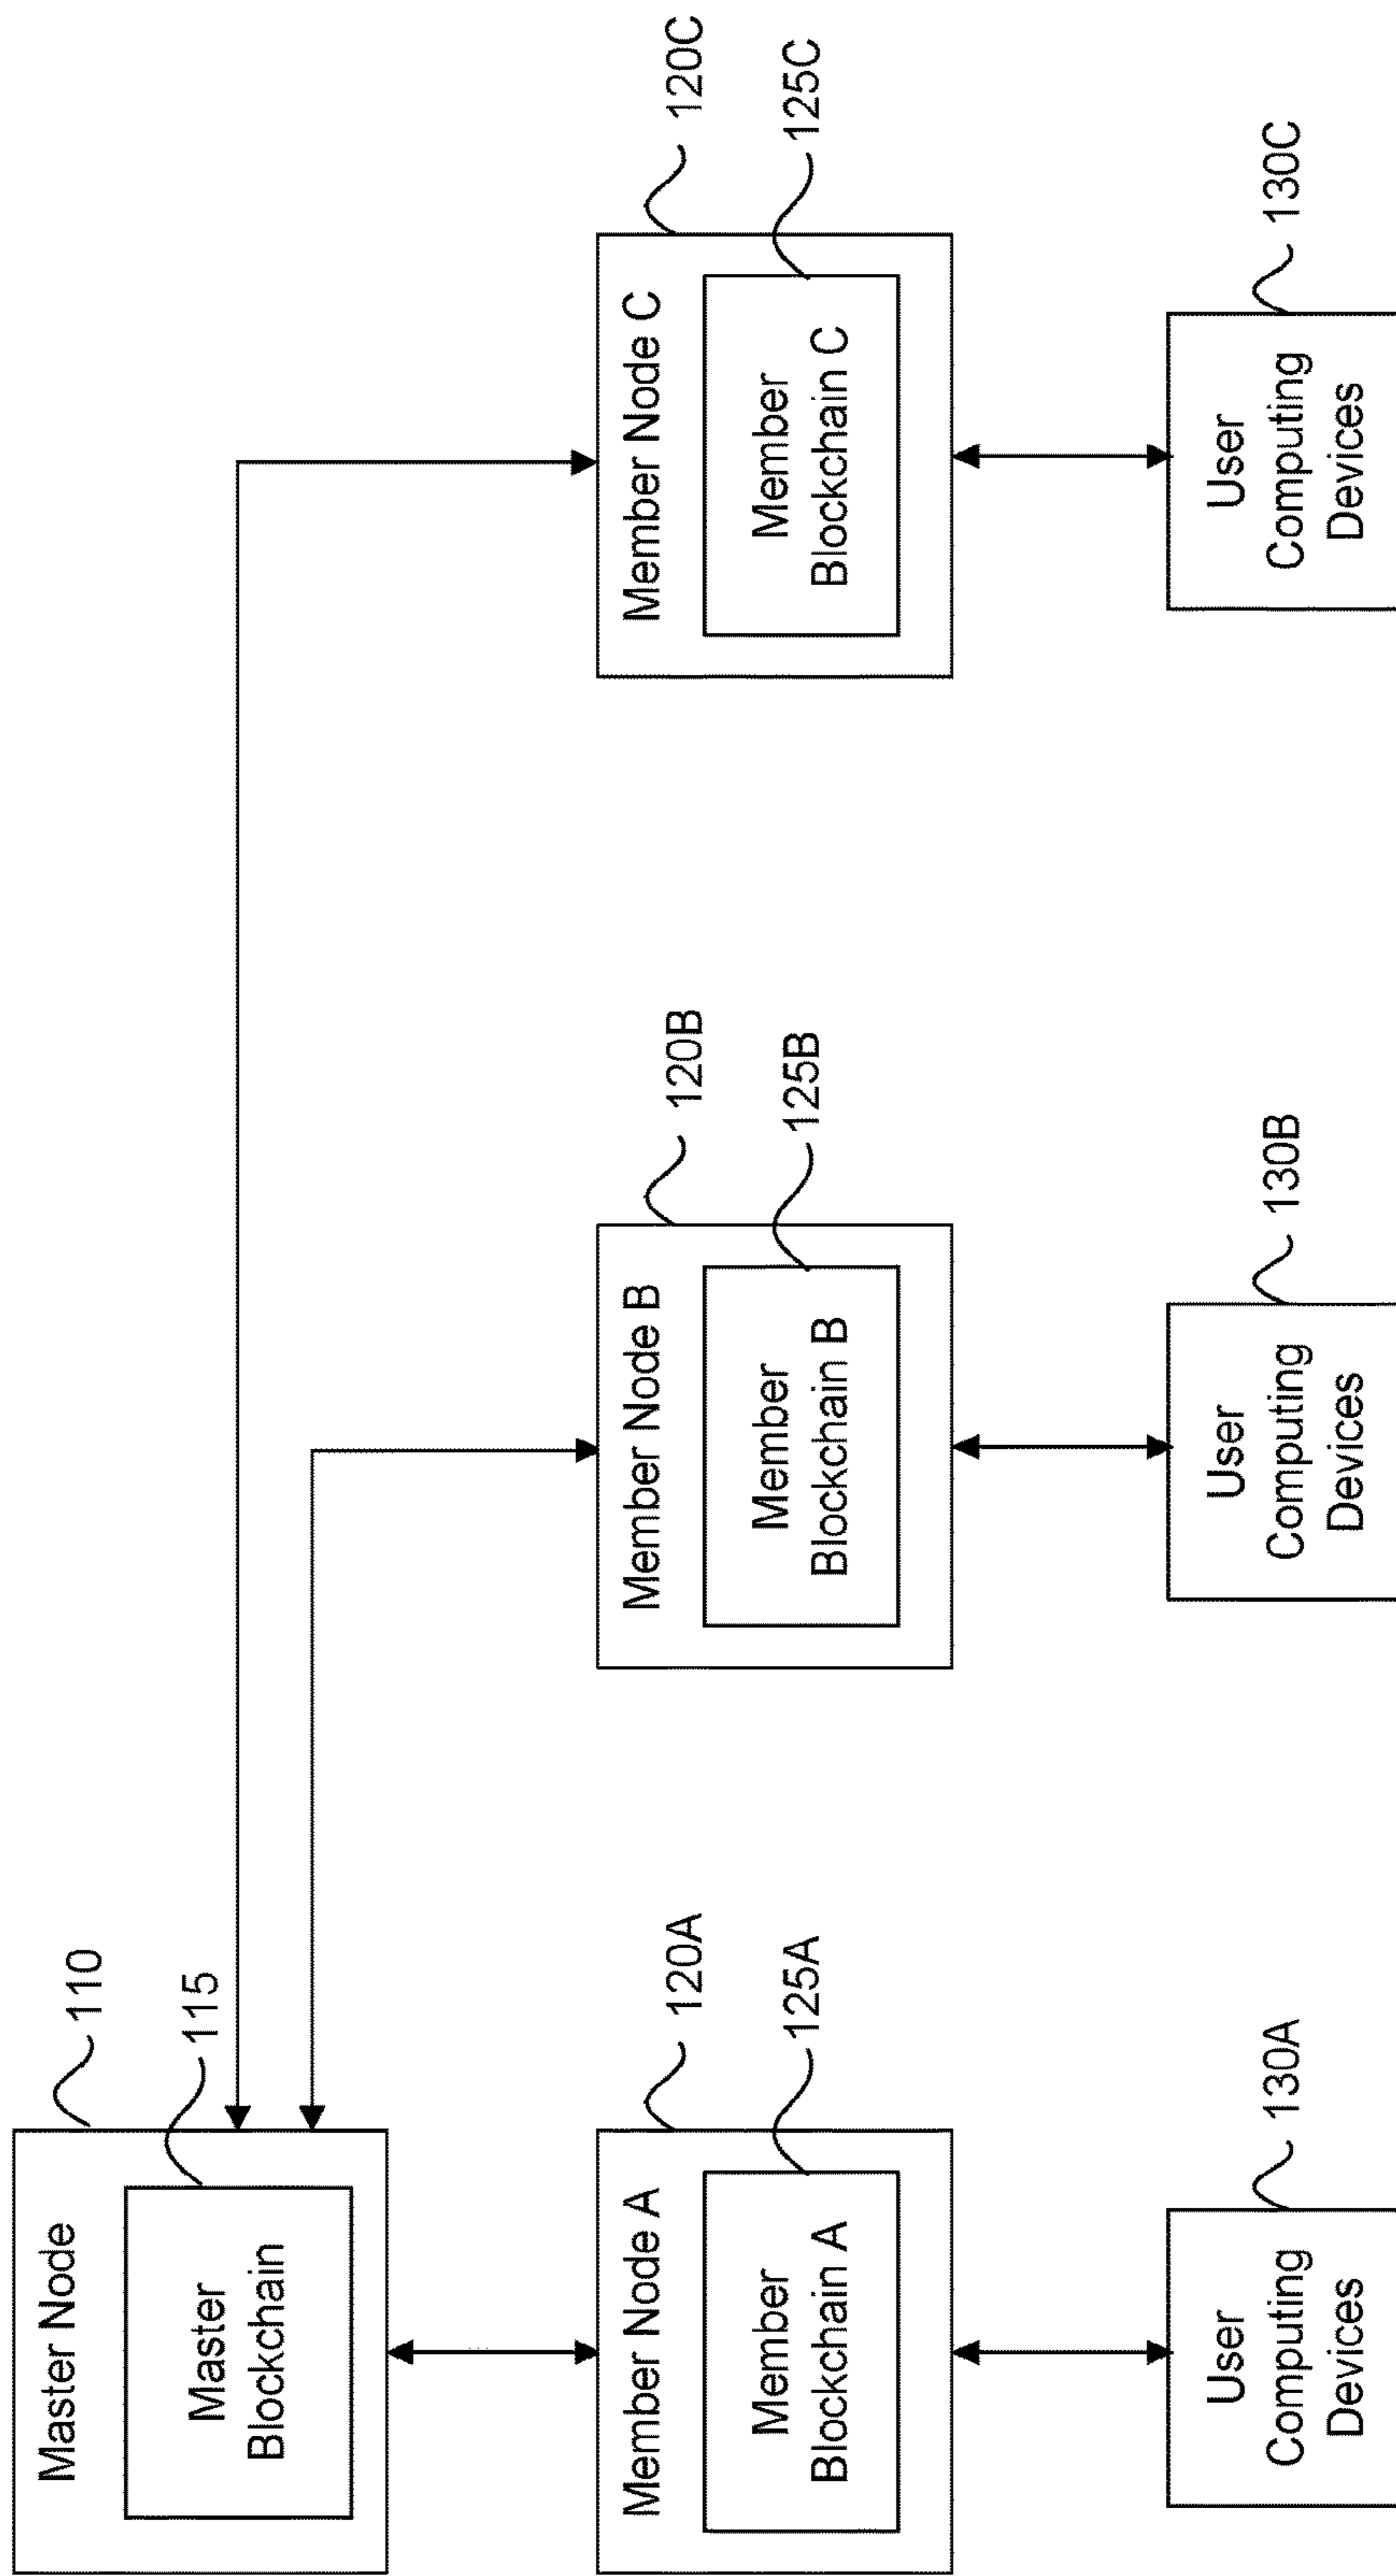 Master Node
110
Master
Blockchain
115
Member Node A
120A
Member
Blockchain A
125A
User
Computing
Devices
130A
Member Node B
120B
Member
Blockchain B
125B
User
Computing
Devices
130B
Member Node C
120C
Member
Blockchain C
125C
User
Computing
Devices
130C